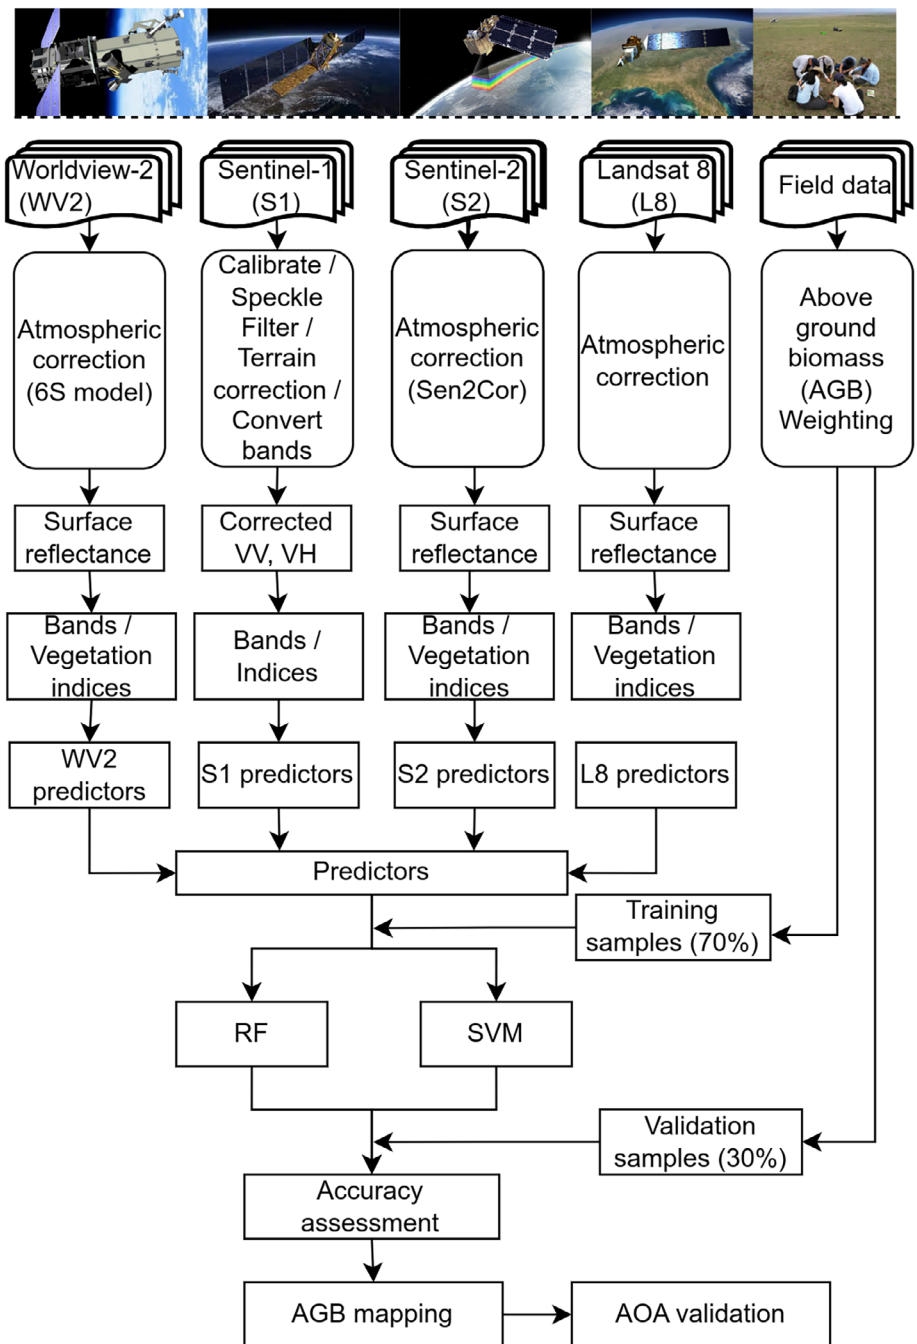 Worldview-2
(WV2)
Sentinel-1
(S1)
Sentinel-2
(S2)
Landsat 8
(L8)
Field data
Atmospheric
correction
(6S model)
Calibrate /
Speckle
Filter /
Terrain
correction /
Convert
bands
Atmospheric
correction
(Sen2Cor)
Atmospheric
correction
Above
ground
biomass
(AGB)
Weighting
Surface
reflectance
Corrected
VV, VH
Surface
reflectance
Surface
reflectance
Bands /
Vegetation
indices
Bands /
Indices
Bands /
Vegetation
indices
Bands /
Vegetation
indices
WV2
predictors
S1 predictors
S2 predictors
L8 predictors
Predictors
Training
samples (70%)
RF
SVM
Validation
samples (30%)
Accuracy
assessment
AGB mapping
AOA validation